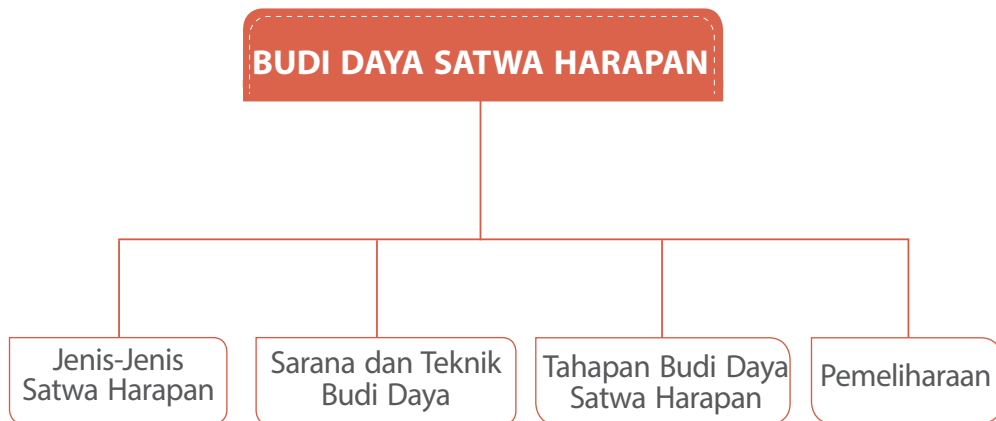 BUDI DAYA SATWA HARAPAN
Jenis-Jenis
Satwa Harapan
Sarana dan Teknik
Budi Daya
Tahapan Budi Daya
Satwa Harapan
Pemeliharaan